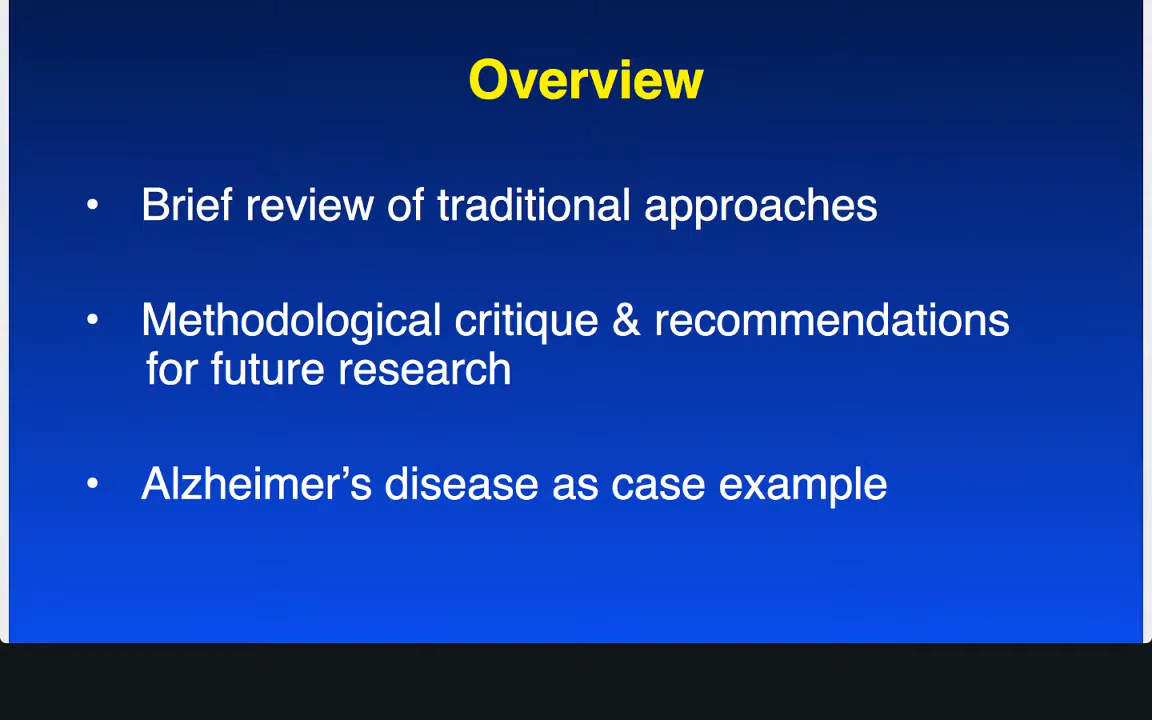 Overview
• Brief review of traditional approaches
• Methodological critique & recommendations
for future research
• Alzheimer’s disease as case example